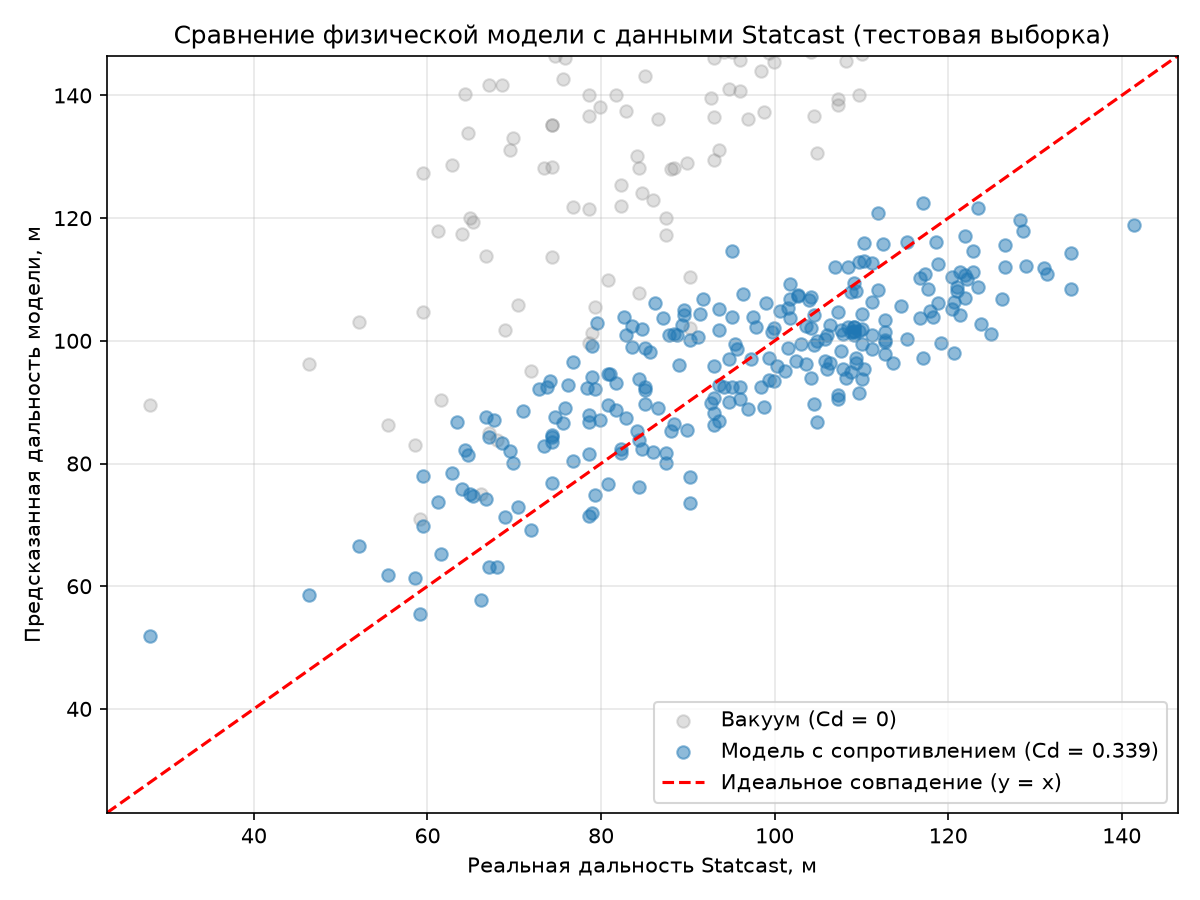 Сравнение физической модели с данными Statcast (тестовая выборка)
Предсказанная дальность модели, м
140
120
100
80
60
40
Вакуум (Cd = 0)
Модель с сопротивлением (Cd = 0.339)
Идеальное совпадение (y = x)
40 60 80 100 120 140
Реальная дальность Statcast, м